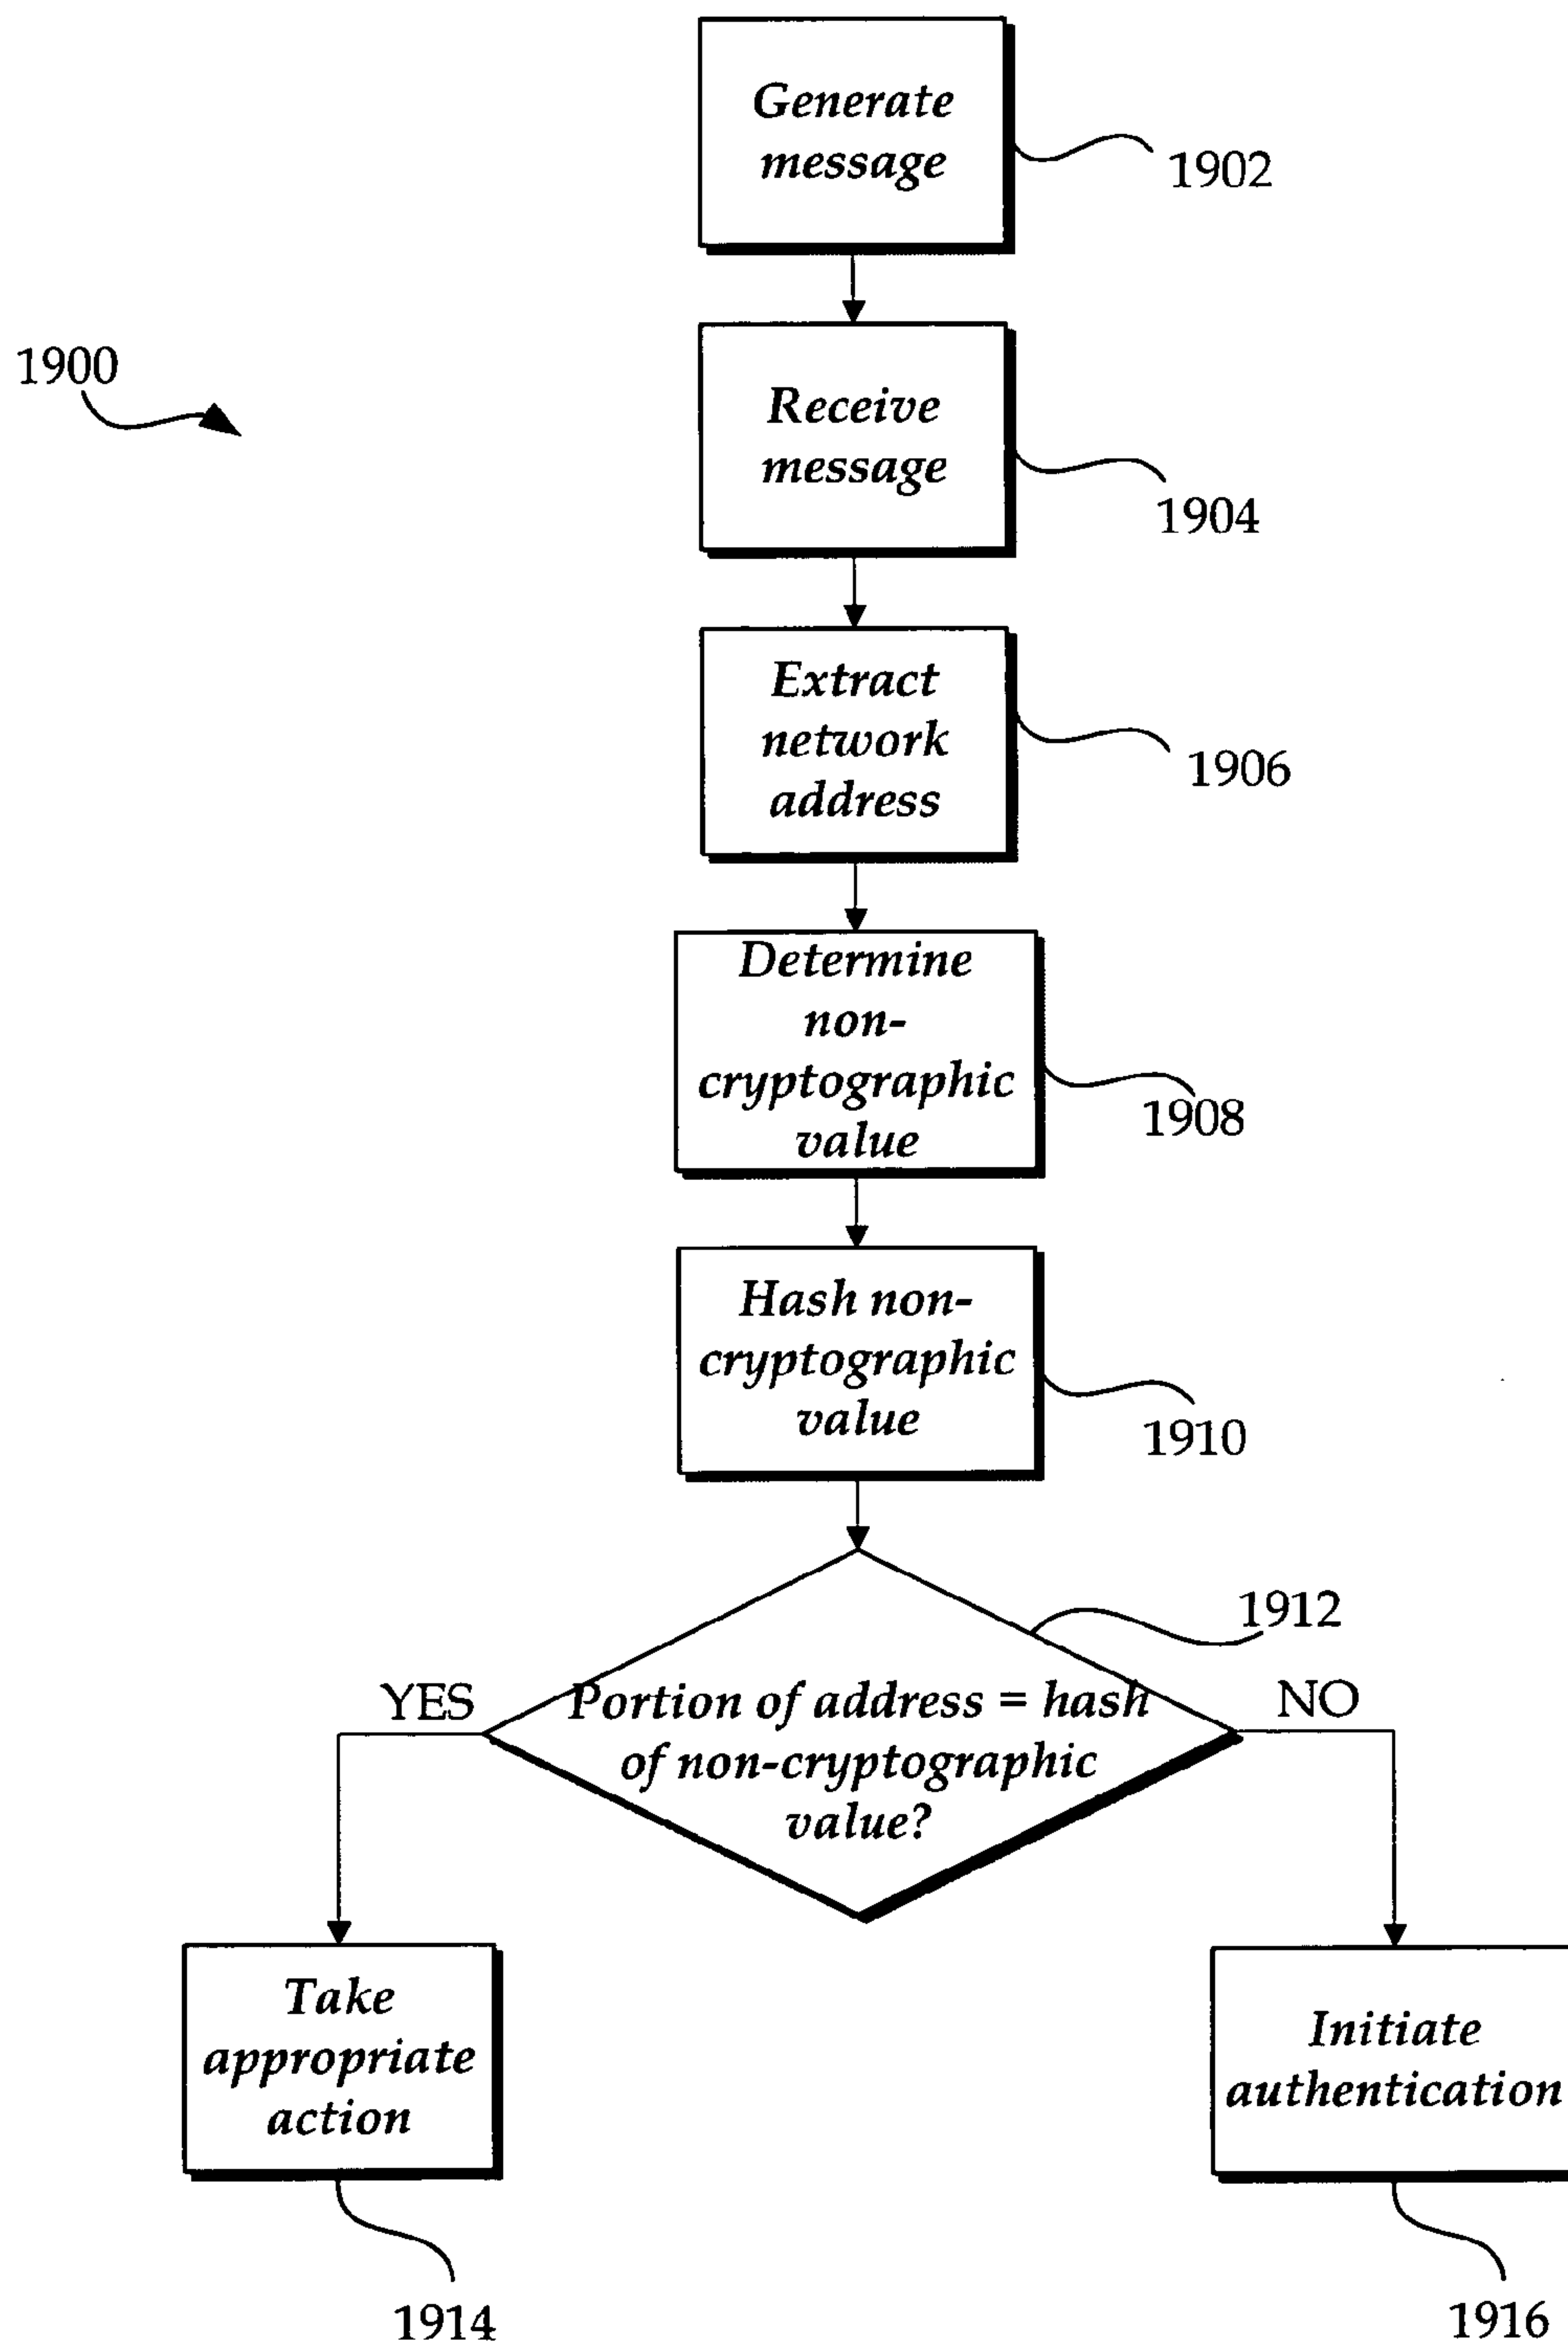 Generate
message
1902
1900
Receive
message
1904
Extract
network
address
1906
Determine
non-
cryptographic
value
1908
Hash non-
cryptographic
value
1910
1912
YES
NO
Portion of address = hash
of non-cryptographic
value?
Take
appropriate
action
Initiate
authentication
1914
1916